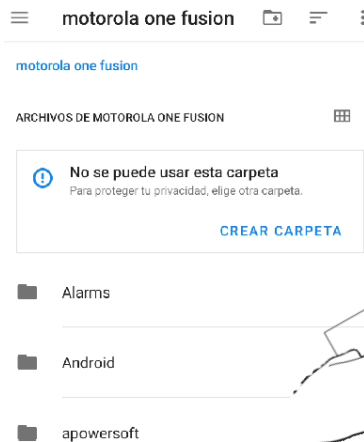 motorola one fusion
motorola one fusion
ARCHIVOS DE MOTOROLA ONE FUSION
No se puede usar esta carpeta
Para proteger tu privacidad, elige otra carpeta.
CREAR CARPETA
Alarms
Android
apowersoft